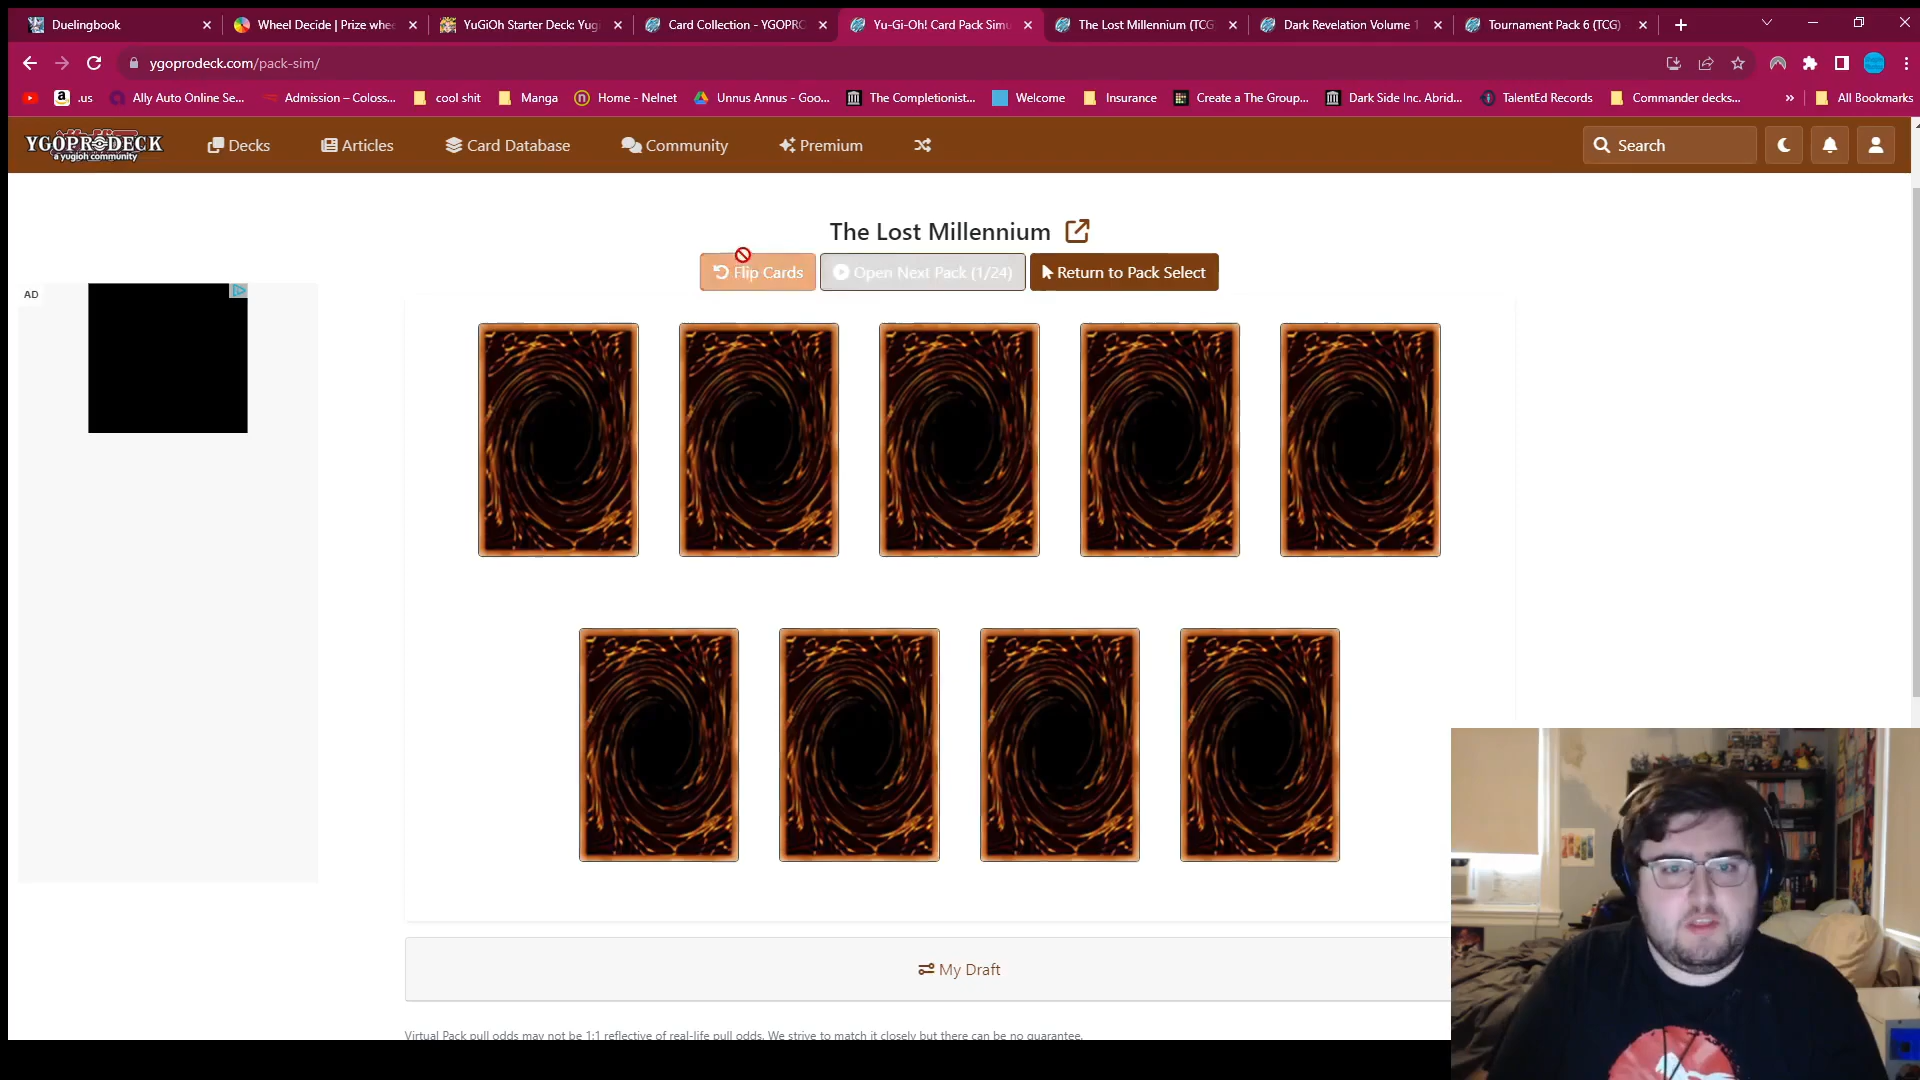 Duelingbook
Wheel Decide | Prize whee
YuGiOh Starter Deck: Yug
Card Collection - YGOPRO
Yu-Gi-Oh! Card Pack Simu
The Lost Millennium (TCG
Dark Revelation Volume 1
Tournament Pack 6 (TCG)
ygoprodeck.com/pack-sim/
.us
Ally Auto Online Se...
Admission – Coloss...
cool shit
Manga
Home - Nelnet
Unnus Annus - Goo...
The Completionist...
Welcome
Insurance
Create a The Group...
Dark Side Inc. Abrid...
TalentEd Records
Commander decks...
»
All Bookmarks
YGOPRODECK
a yugioh community
Decks
Articles
Card Database
Community
Premium
Search
The Lost Millennium
Flip Cards
Open Next Pack (1/24)
Return to Pack Select
AD
My Draft
Virtual Pack pull odds may not be 1:1 reflective of real-life pull odds. We strive to match it closely but there can be no guarantee.